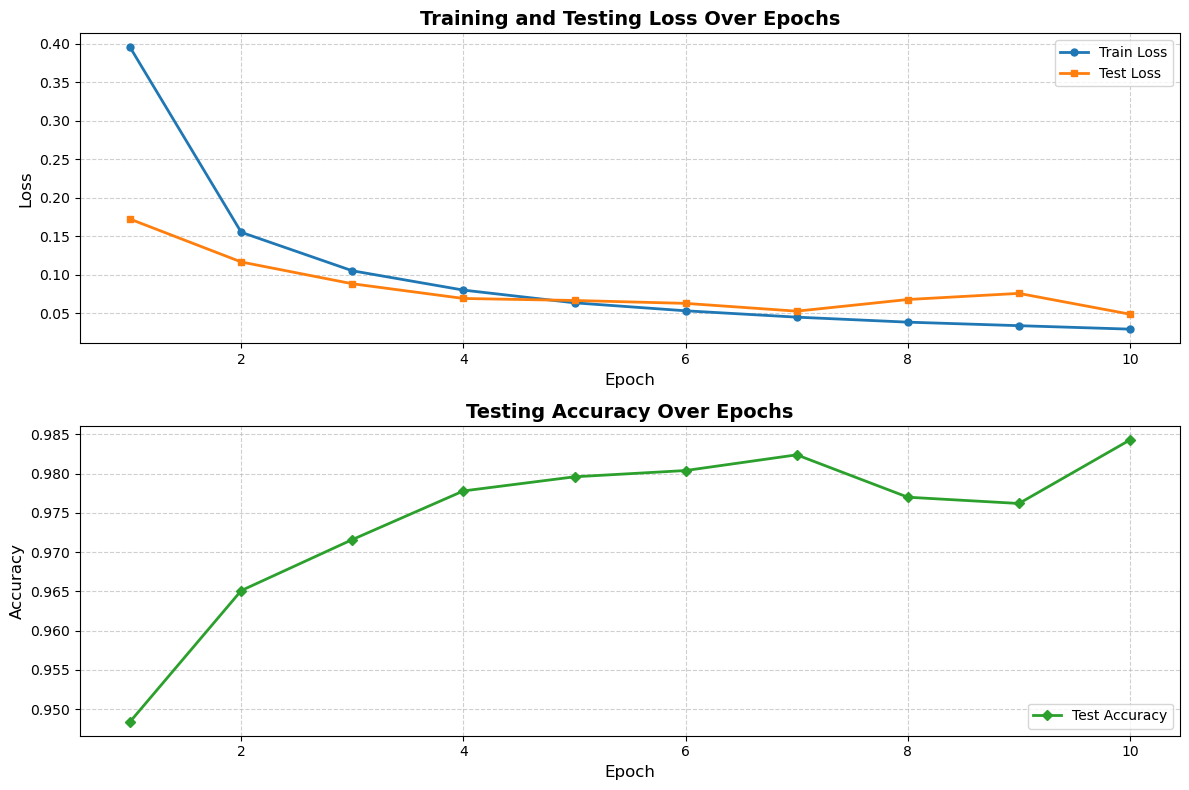 Training and Testing Loss Over Epochs
0.40
0.35
0.30
0.25
0.20
0.15
0.10
0.05
Loss
Train Loss
Test Loss
2 4 6 8 10
Epoch
Testing Accuracy Over Epochs
0.985
0.980
0.975
0.970
0.965
0.960
0.955
0.950
Accuracy
Test Accuracy
2 4 6 8 10
Epoch